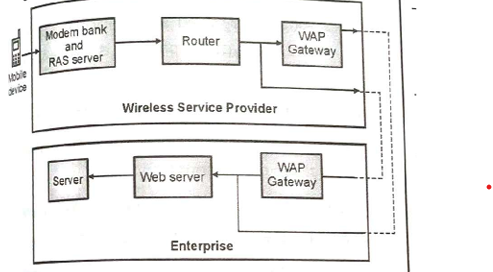 Modem bank
and
RAS server
Router
WAP
Gateway
Mobile
device
Wireless Service Provider
Server
Web server
WAP
Gateway
Enterprise